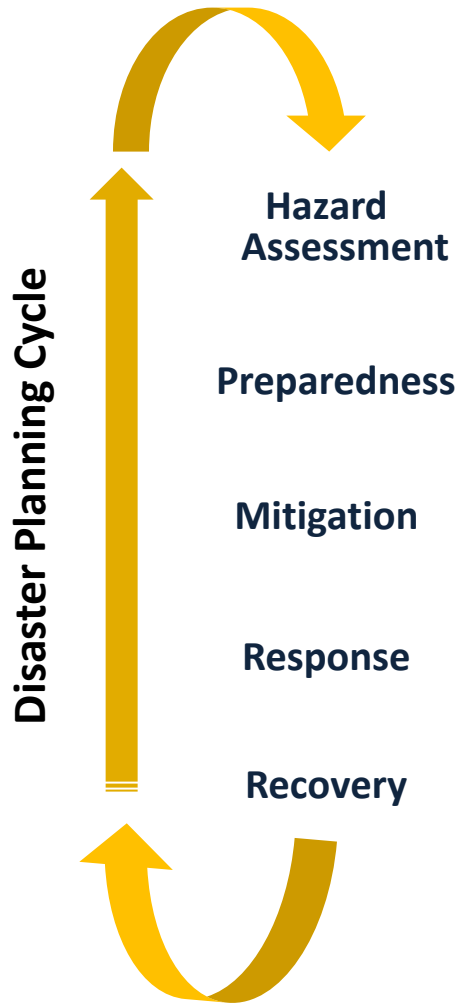 Disaster Planning Cycle
Hazard
Assessment
Preparedness
Mitigation
Response
Recovery